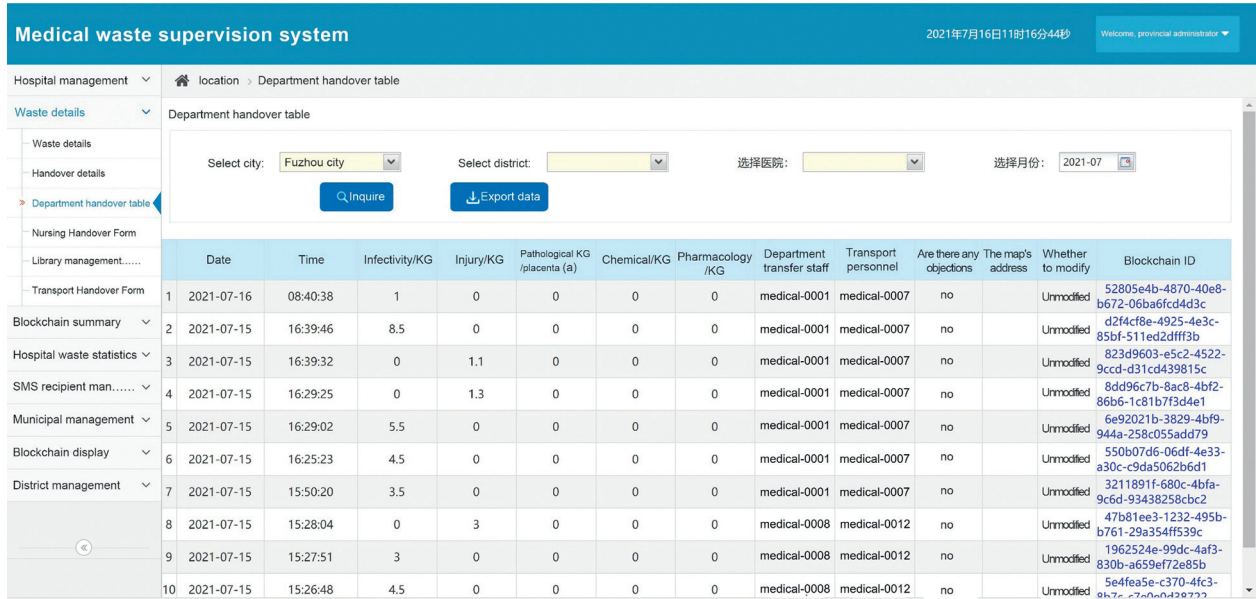 Medical waste supervision system
2021年7月16日11时16分44秒
Welcome, provincial administrator
Hospital management
location > Department handover table
Waste details
Department handover table
Waste details
Handover details
Department handover table
Nursing Handover Form
Library management......
Transport Handover Form
Blockchain summary
Hospital waste statistics
SMS recipient man......
Municipal management
Blockchain display
District management
Select city: Fuzhou city Select district: 选择医院: 选择月份: 2021-07
Inquire Export data
Date Time Infectivity/KG Injury/KG Pathological KG /placenta (a) Chemical/KG Pharmacology /KG Department transfer staff Transport personnel Are there any objections The map's address Whether to modify Blockchain ID
1 2021-07-16 08:40:38 1 0 0 0 0 medical-0001 medical-0007 no Unmodified 52805e4b-4870-40e8-
b672-06ba6fcd4d3c
2 2021-07-15 16:39:46 8.5 0 0 0 0 medical-0001 medical-0007 no Unmodified d2f4cf8e-4925-4e3c-
85bf-511ed2dfff3b
3 2021-07-15 16:39:32 0 1.1 0 0 0 medical-0001 medical-0007 no Unmodified 823d9603-e5c2-4522-
9ccd-d31cd439815c
4 2021-07-15 16:29:25 0 1.3 0 0 0 medical-0001 medical-0007 no Unmodified 8dd96c7b-8ac8-4bf2-
86b6-1c81b7f3d4e1
5 2021-07-15 16:29:02 5.5 0 0 0 0 medical-0001 medical-0007 no Unmodified 6e92021b-3829-4bf9-
944a-258c055add79
6 2021-07-15 16:25:23 4.5 0 0 0 0 medical-0001 medical-0007 no Unmodified 550b07d6-06df-4e33-
a30c-c9da5062b6d1
7 2021-07-15 15:50:20 3.5 0 0 0 0 medical-0001 medical-0007 no Unmodified 3211891f-680c-4bfa-
9c6d-93438258cbc2
8 2021-07-15 15:28:04 0 3 0 0 0 medical-0008 medical-0012 no Unmodified 47b81ee3-1232-495b-
b761-29a354ff539c
9 2021-07-15 15:27:51 3 0 0 0 0 medical-0008 medical-0012 no Unmodified 1962524e-99dc-4af3-
830b-a659ef72e85b
10 2021-07-15 15:26:48 4.5 0 0 0 0 medical-0008 medical-0012 no Unmodified 5e4fea5e-c370-4fc3-